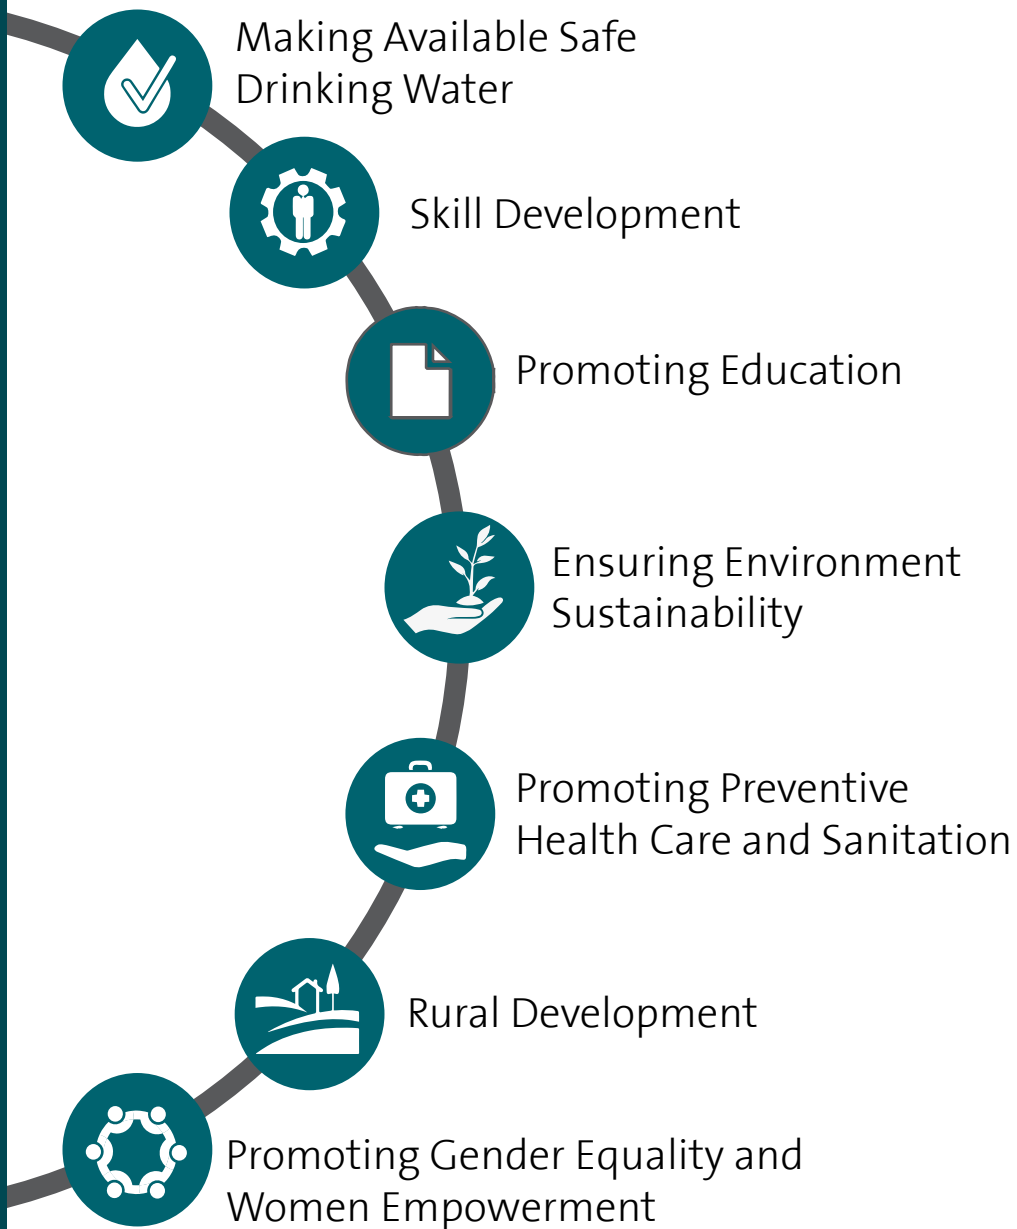 Making Available Safe
Drinking Water
Skill Development
Promoting Education
Ensuring Environment
Sustainability
Promoting Preventive
Health Care and Sanitation
Rural Development
Promoting Gender Equality and
Women Empowerment